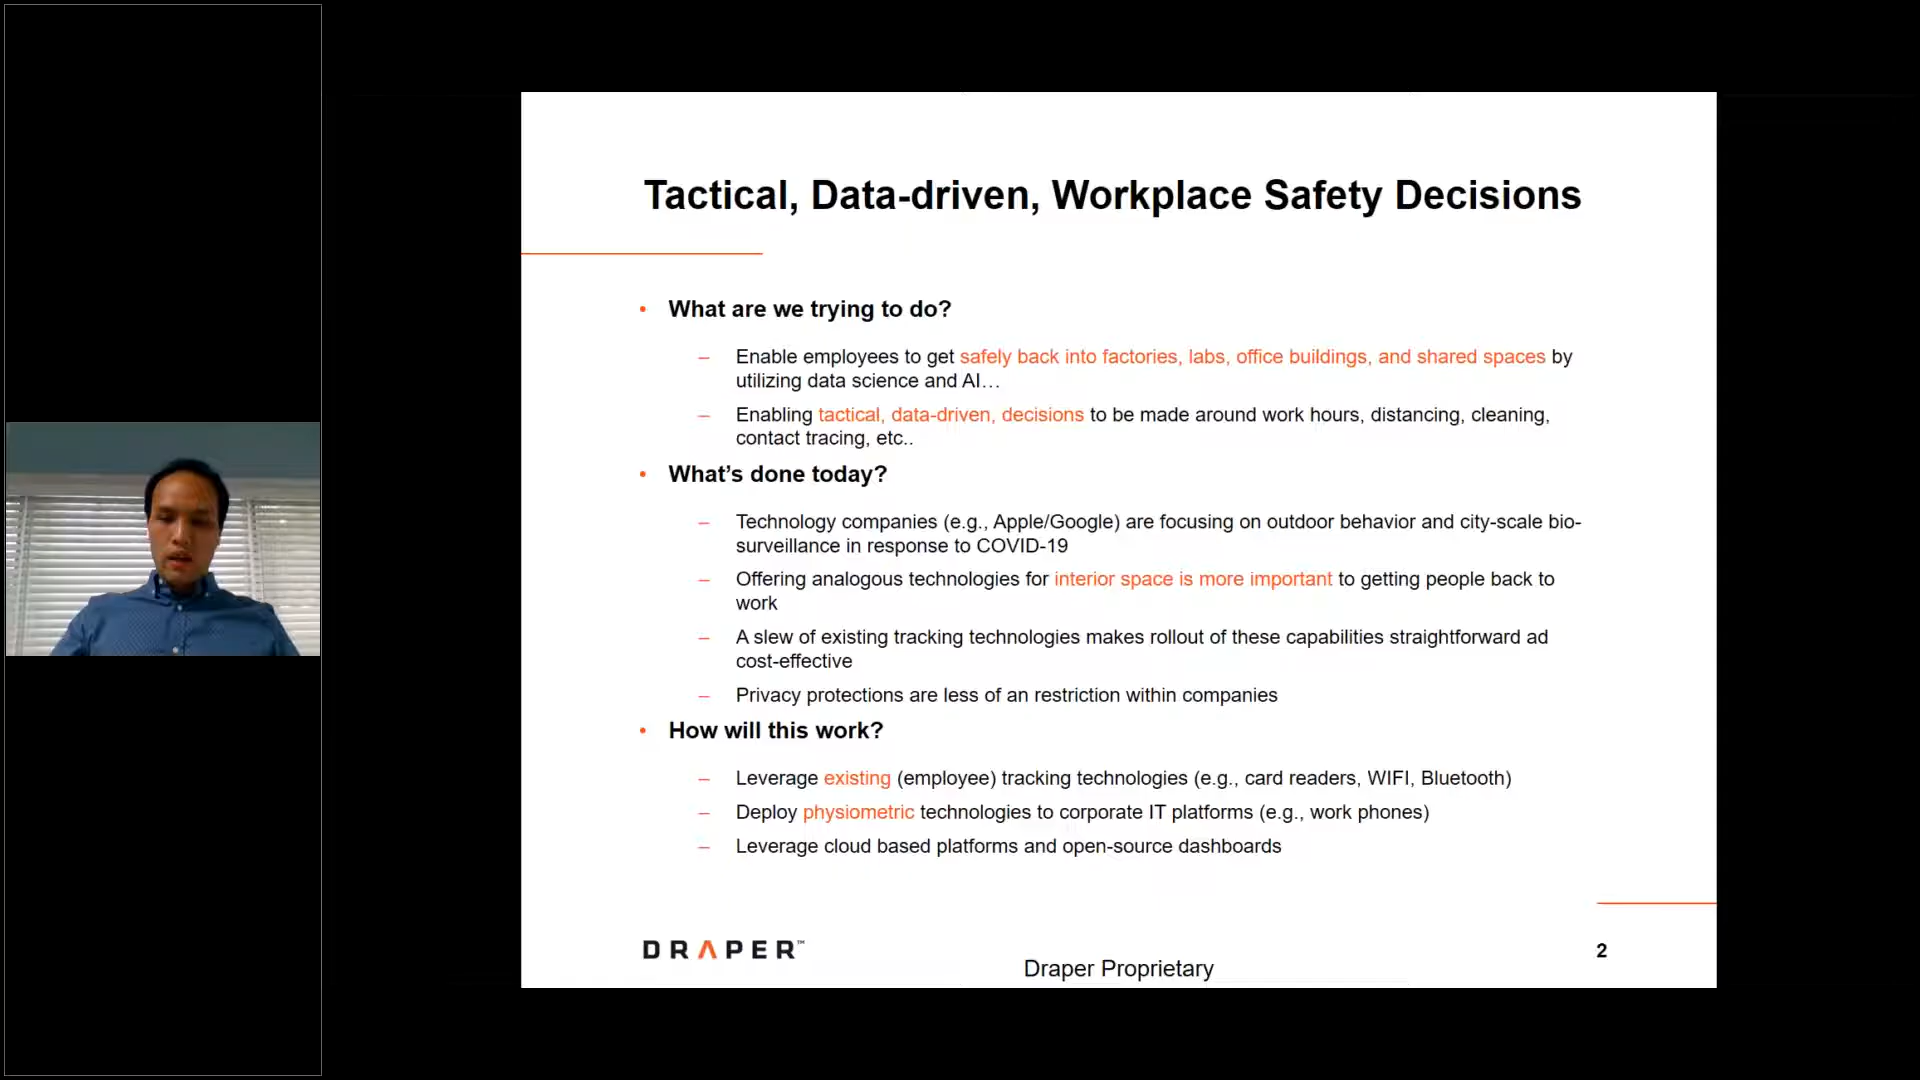 Tactical, Data-driven, Workplace Safety Decisions
• What are we trying to do?
– Enable employees to get safely back into factories, labs, office buildings, and shared spaces by
utilizing data science and AI…
– Enabling tactical, data-driven, decisions to be made around work hours, distancing, cleaning,
contact tracing, etc..
• What’s done today?
– Technology companies (e.g., Apple/Google) are focusing on outdoor behavior and city-scale bio-
surveillance in response to COVID-19
– Offering analogous technologies for interior space is more important to getting people back to
work
– A slew of existing tracking technologies makes rollout of these capabilities straightforward ad
cost-effective
– Privacy protections are less of an restriction within companies
• How will this work?
– Leverage existing (employee) tracking technologies (e.g., card readers, WIFI, Bluetooth)
– Deploy physiometric technologies to corporate IT platforms (e.g., work phones)
– Leverage cloud based platforms and open-source dashboards
DRAPER™
Draper Proprietary
2